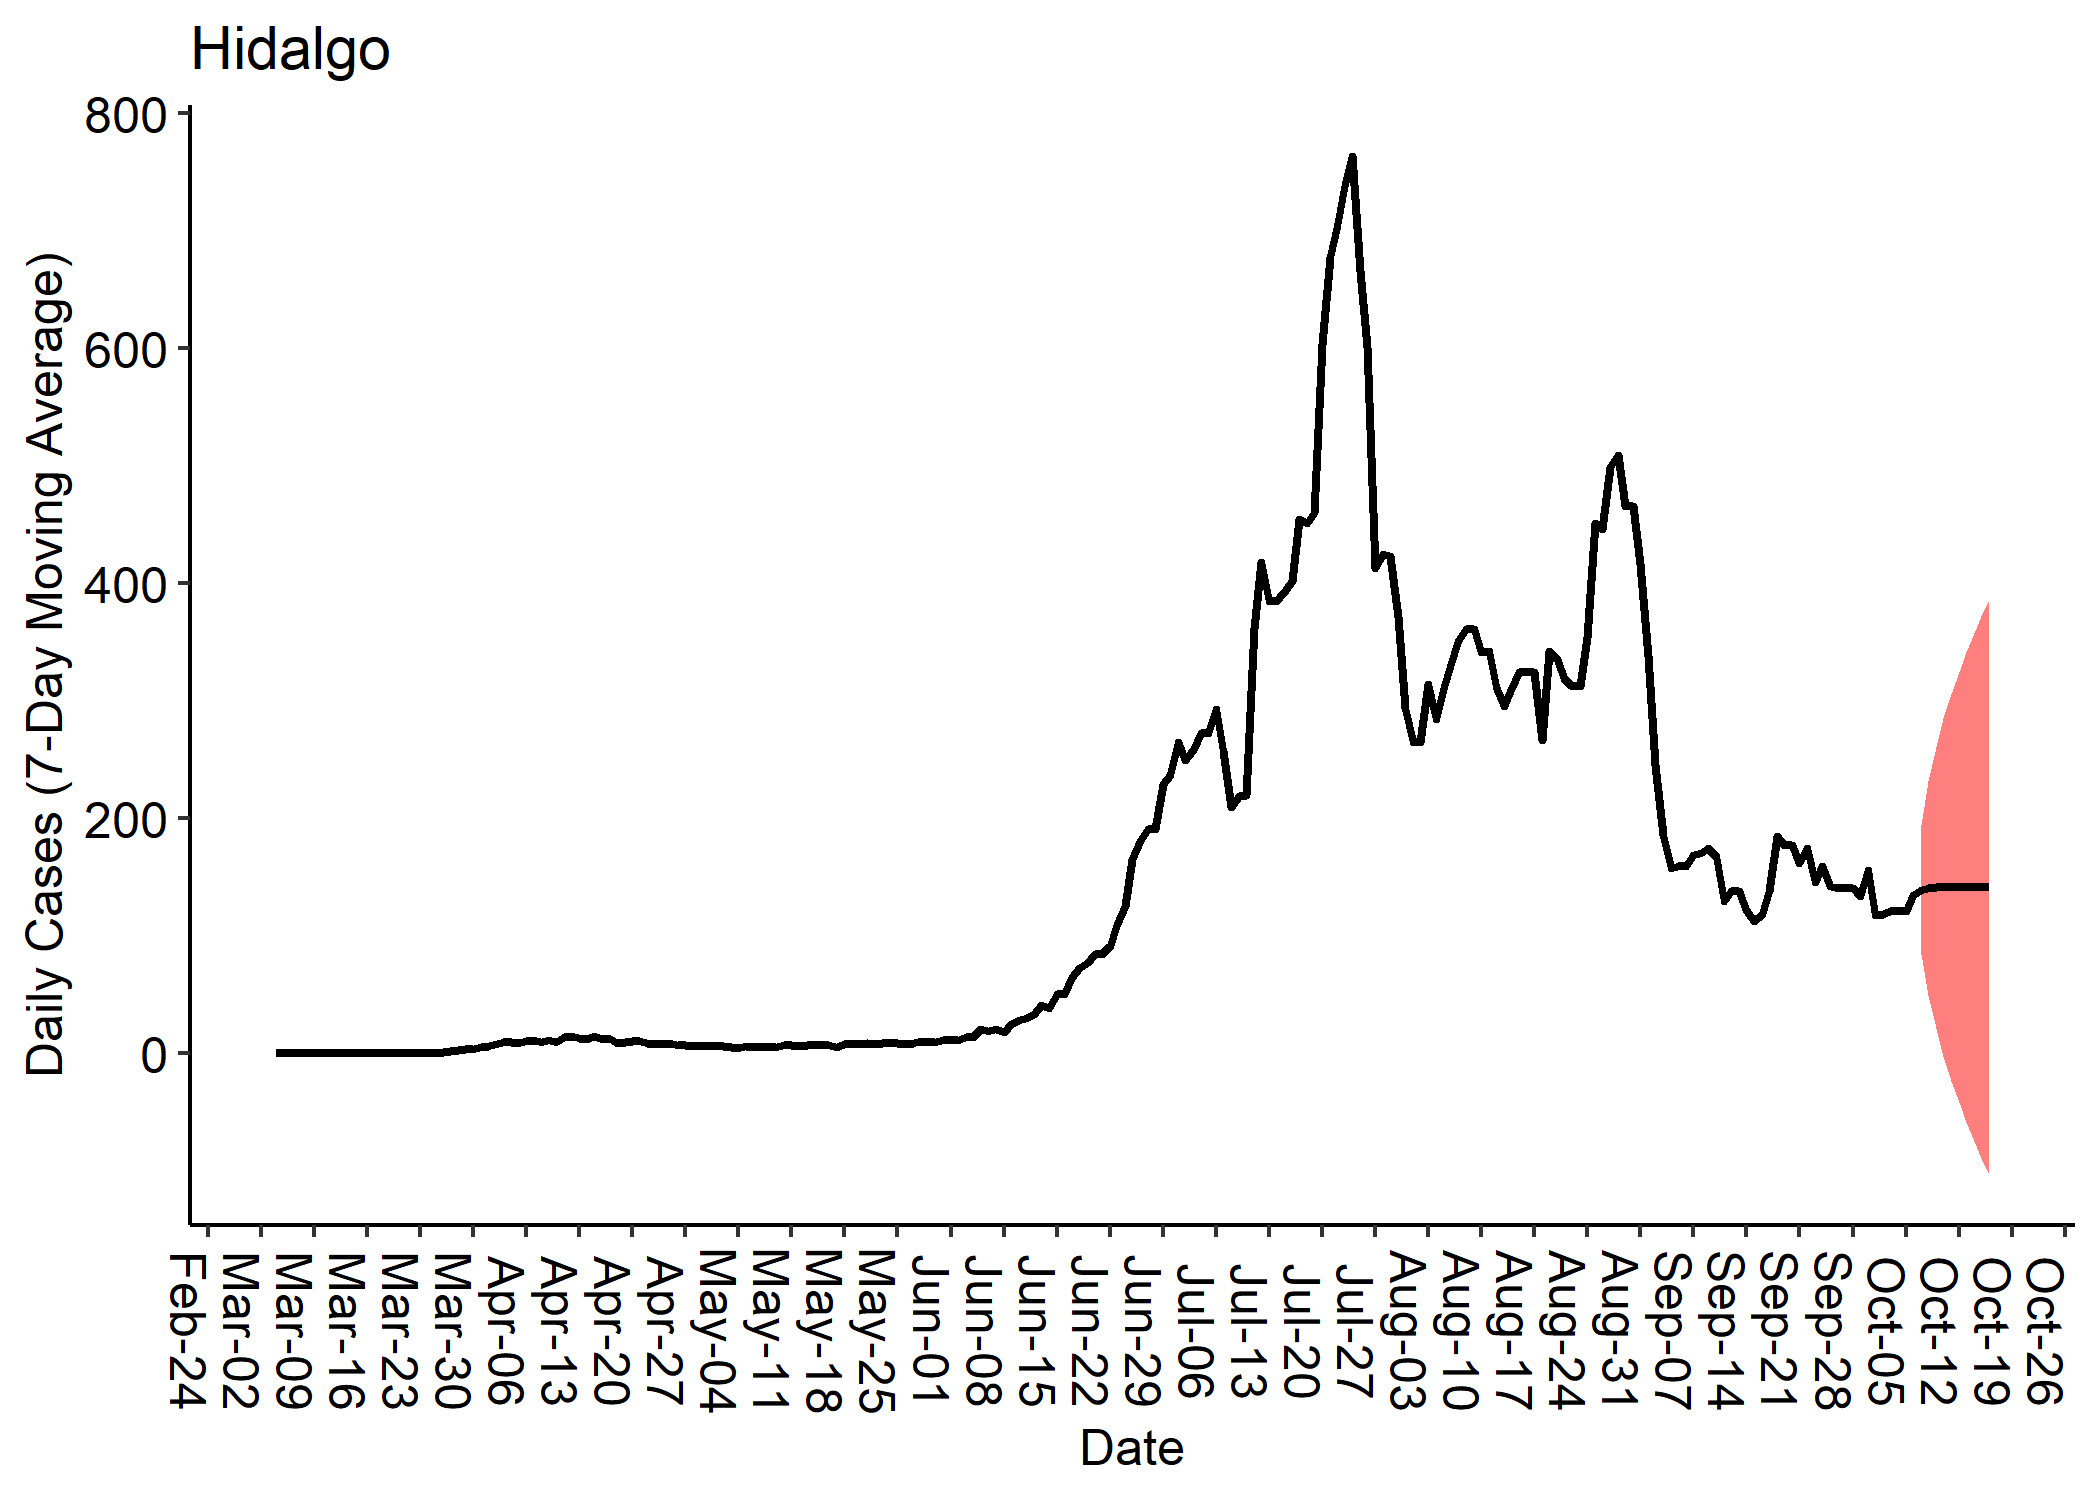 Hidalgo
800
600
400
200
0
Daily Cases (7-Day Moving Average)
Feb-24
Mar-02
Mar-09
Mar-16
Mar-23
Mar-30
Apr-06
Apr-13
Apr-20
Apr-27
May-04
May-11
May-18
May-25
Jun-01
Jun-08
Jun-15
Jun-22
Jun-29
Jul-06
Jul-13
Jul-20
Jul-27
Aug-03
Aug-10
Aug-17
Aug-24
Aug-31
Sep-07
Sep-14
Sep-21
Sep-28
Oct-05
Oct-12
Oct-19
Oct-26
Date